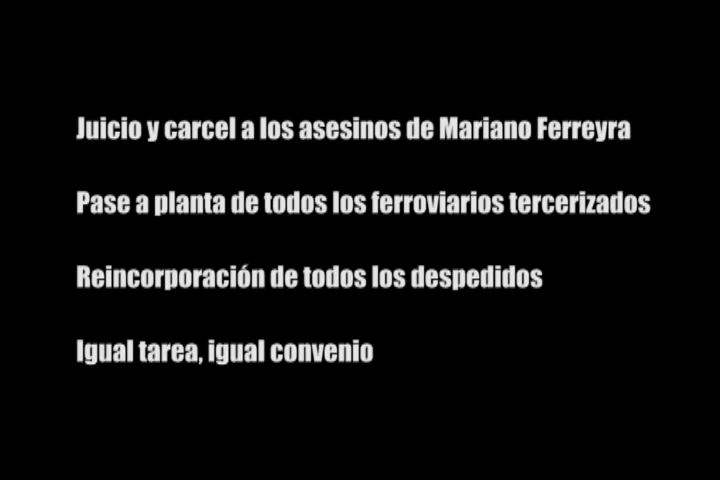 Juicio y carcel a los asesinos de Mariano Ferreyra
Pase a planta de todos los ferroviarios tercerizados
Reincorporación de todos los despedidos
Igual tarea, igual convenio